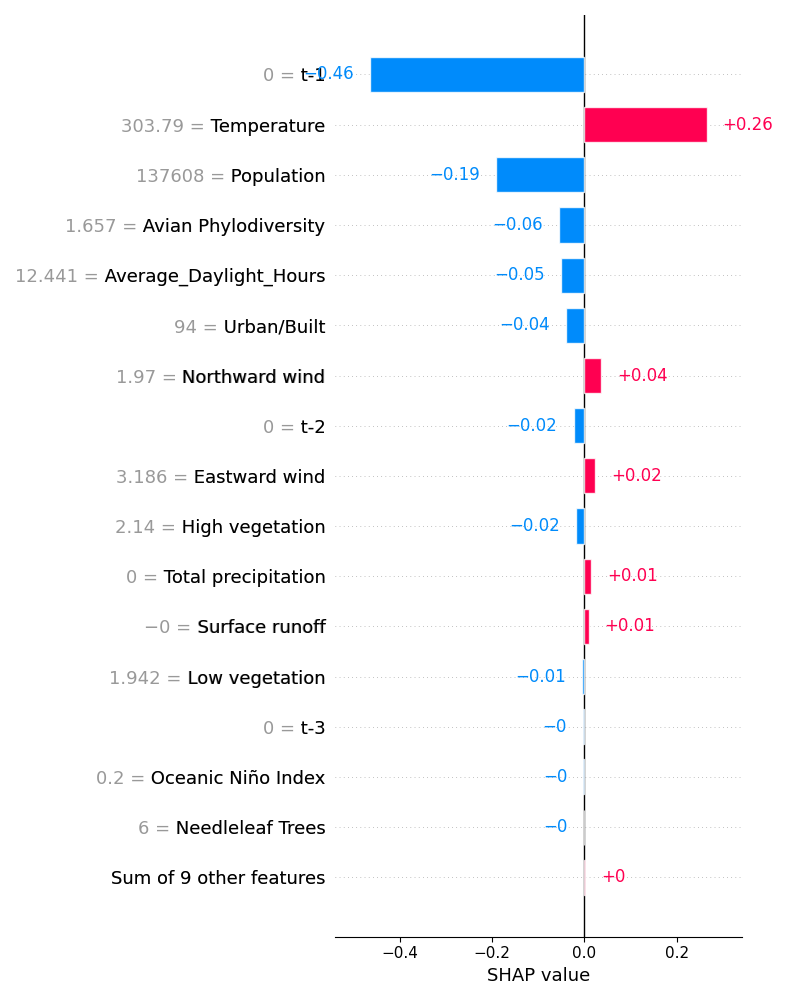 0 = t-1 −0.46
303.79 = Temperature +0.26
137608 = Population −0.19
1.657 = Avian Phylodiversity −0.06
12.441 = Average_Daylight_Hours −0.05
94 = Urban/Built −0.04
1.97 = Northward wind +0.04
0 = t-2 −0.02
3.186 = Eastward wind +0.02
2.14 = High vegetation −0.02
0 = Total precipitation +0.01
−0 = Surface runoff +0.01
1.942 = Low vegetation −0.01
0 = t-3 −0
0.2 = Oceanic Niño Index −0
6 = Needleleaf Trees −0
Sum of 9 other features +0
−0.4 −0.2 0.0 0.2
SHAP value